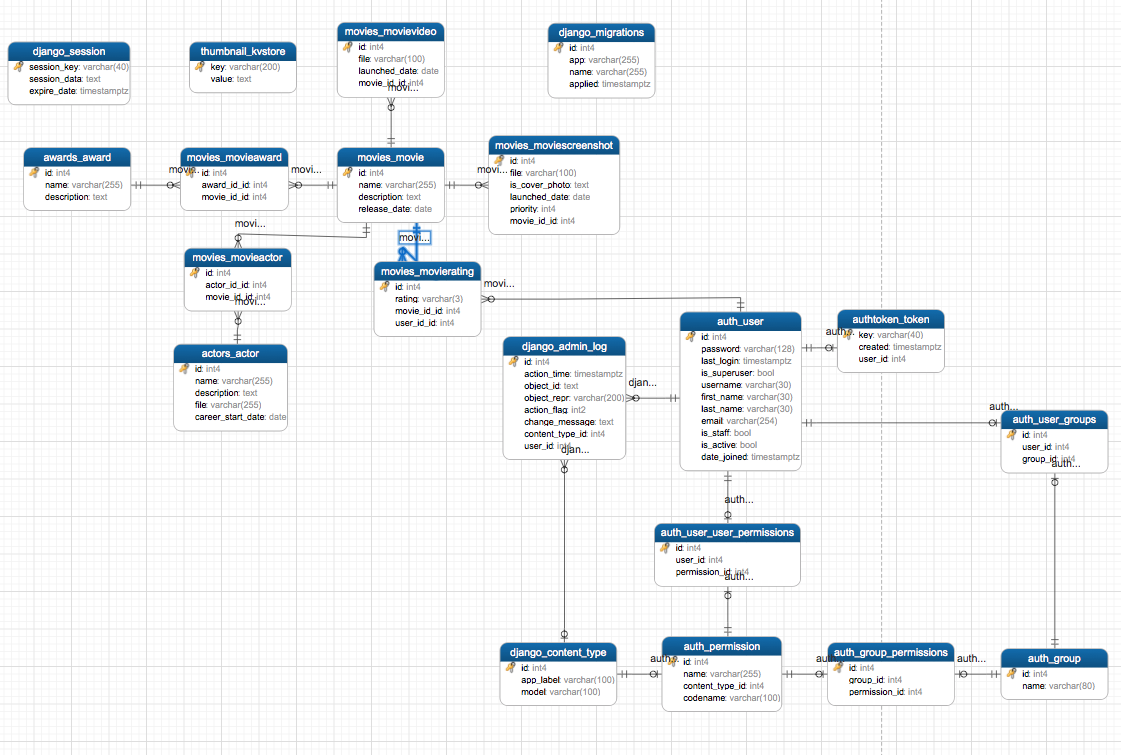 django_session
session_key: varchar(40)
session_data: text
expire_date: timestamptz
thumbnail_kvstore
key: varchar(200)
value: text
movies_movievideo
id: int4
file: varchar(100)
launched_date: date
movie_id_id: int4
movi...
django_migrations
id: int4
app: varchar(255)
name: varchar(255)
applied: timestamptz
awards_award
id: int4
name: varchar(255)
description: text
movi...
movies_movieaward
id: int4
award_id_id: int4
movie_id_id: int4
movi...
movies_movie
id: int4
name: varchar(255)
description: text
release_date: date
movi...
movies_moviescreenshot
id: int4
file: varchar(100)
is_cover_photo: text
launched_date: date
priority: int4
movie_id_id: int4
movi...
movi...
movies_movieactor
id: int4
actor_id_id: int4
movie_id_id: int4
movi...
movies_movierating
id: int4
rating: varchar(3)
movie_id_id: int4
user_id_id: int4
movi...
actors_actor
id: int4
name: varchar(255)
description: text
file: varchar(255)
career_start_date: date
django_admin_log
id: int4
action_time: timestamptz
object_id: text
object_repr: varchar(200)
action_flag: int2
change_message: text
content_type_id: int4
user_id: int4
djan...
djan...
auth_user
id: int4
password: varchar(128)
last_login: timestamptz
is_superuser: bool
username: varchar(30)
first_name: varchar(30)
last_name: varchar(30)
email: varchar(254)
is_staff: bool
is_active: bool
date_joined: timestamptz
auth...
authtoken_token
key: varchar(40)
created: timestamptz
user_id: int4
auth...
auth_user_groups
id: int4
user_id: int4
group_id: int4
auth...
auth...
auth_user_user_permissions
id: int4
user_id: int4
permission_id: int4
auth...
django_content_type
id: int4
app_label: varchar(100)
model: varchar(100)
auth...
auth_permission
id: int4
name: varchar(255)
content_type_id: int4
codename: varchar(100)
auth...
auth_group_permissions
id: int4
group_id: int4
permission_id: int4
auth...
auth_group
id: int4
name: varchar(80)